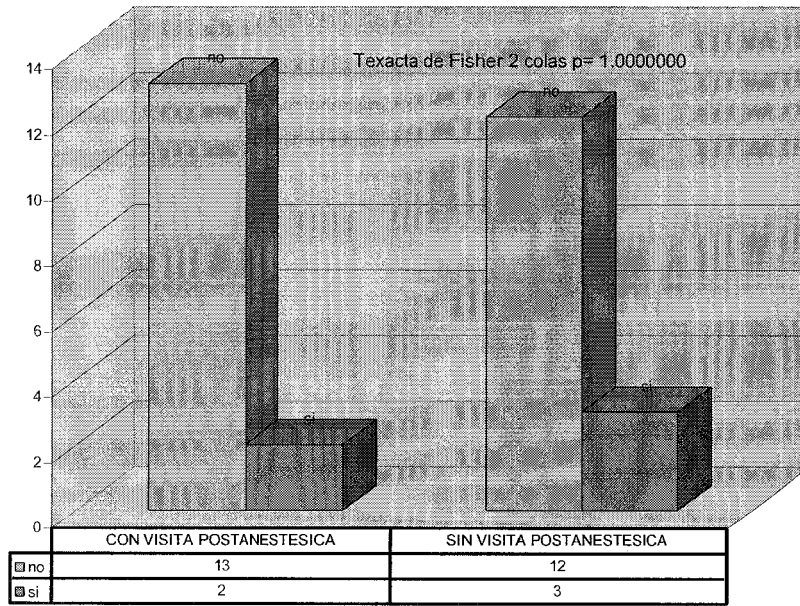 Texacta de Fisher 2 colas p= 1.0000000
14
12
10
8
6
4
2
0
no
si
no
si
CON VISITA POSTANESTESICA SIN VISITA POSTANESTESICA
no 13 12
si 2 3